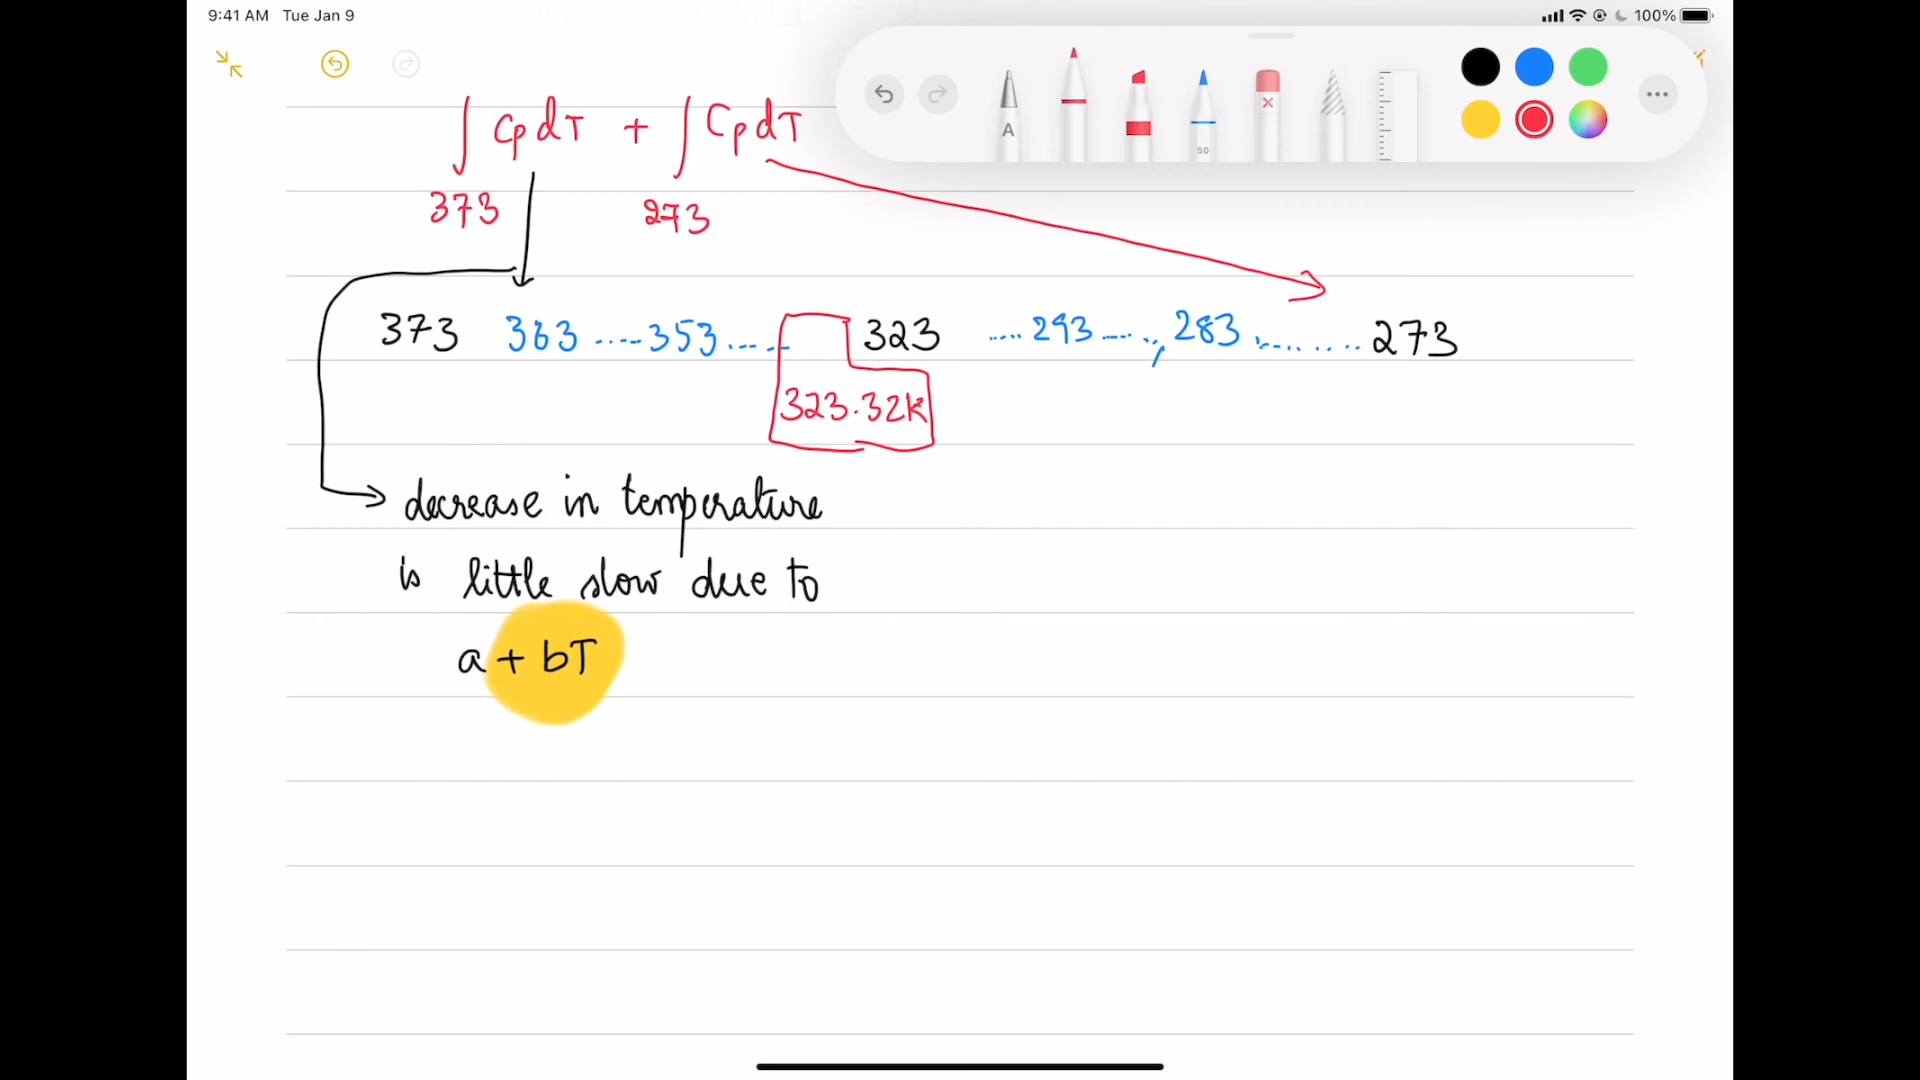 9:41 AM Tue Jan 9 100%
∫ CpdT + ∫ CpdT
373 273
373 363 .....353..... 323 ....293....., 283......... 273
323.32K
decrease in temperature
is little slow due to
a + bT
A
50